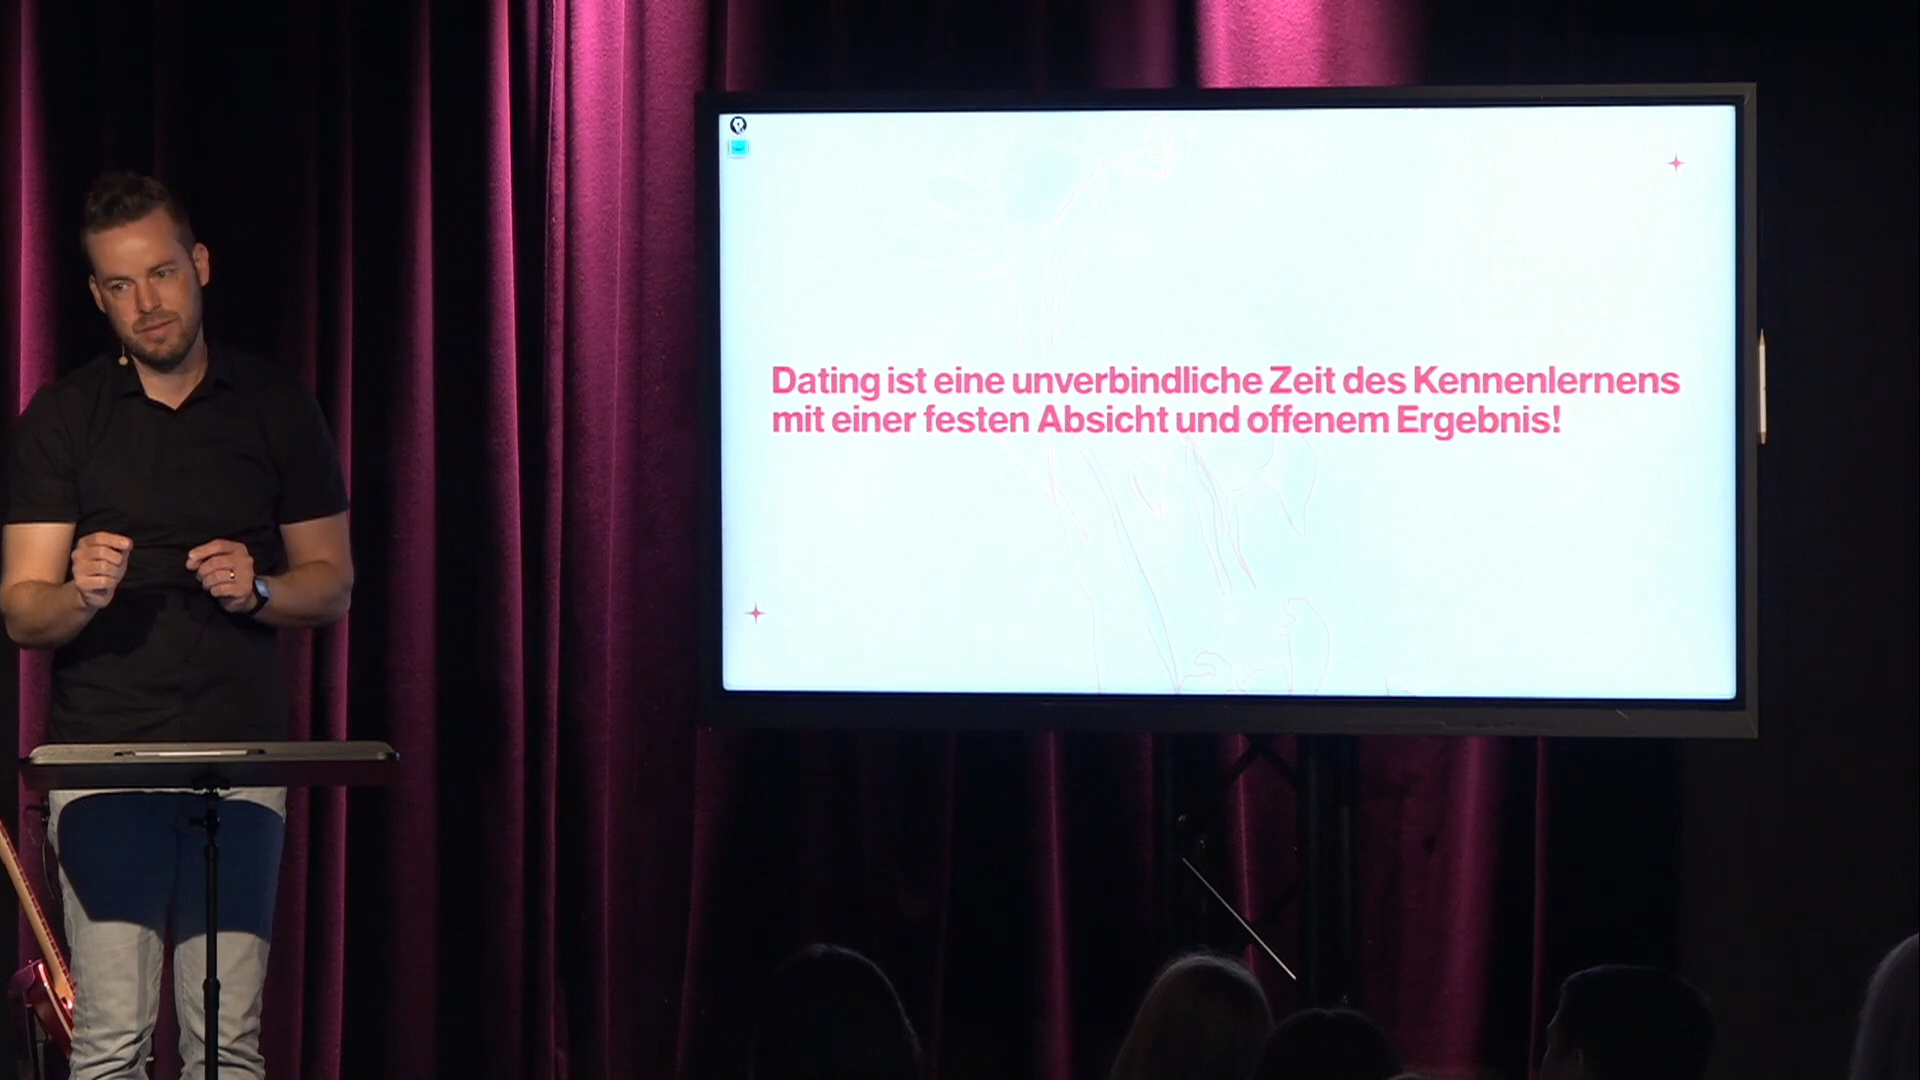 Dating ist eine unverbindliche Zeit des Kennenlernens
mit einer festen Absicht und offenem Ergebnis!